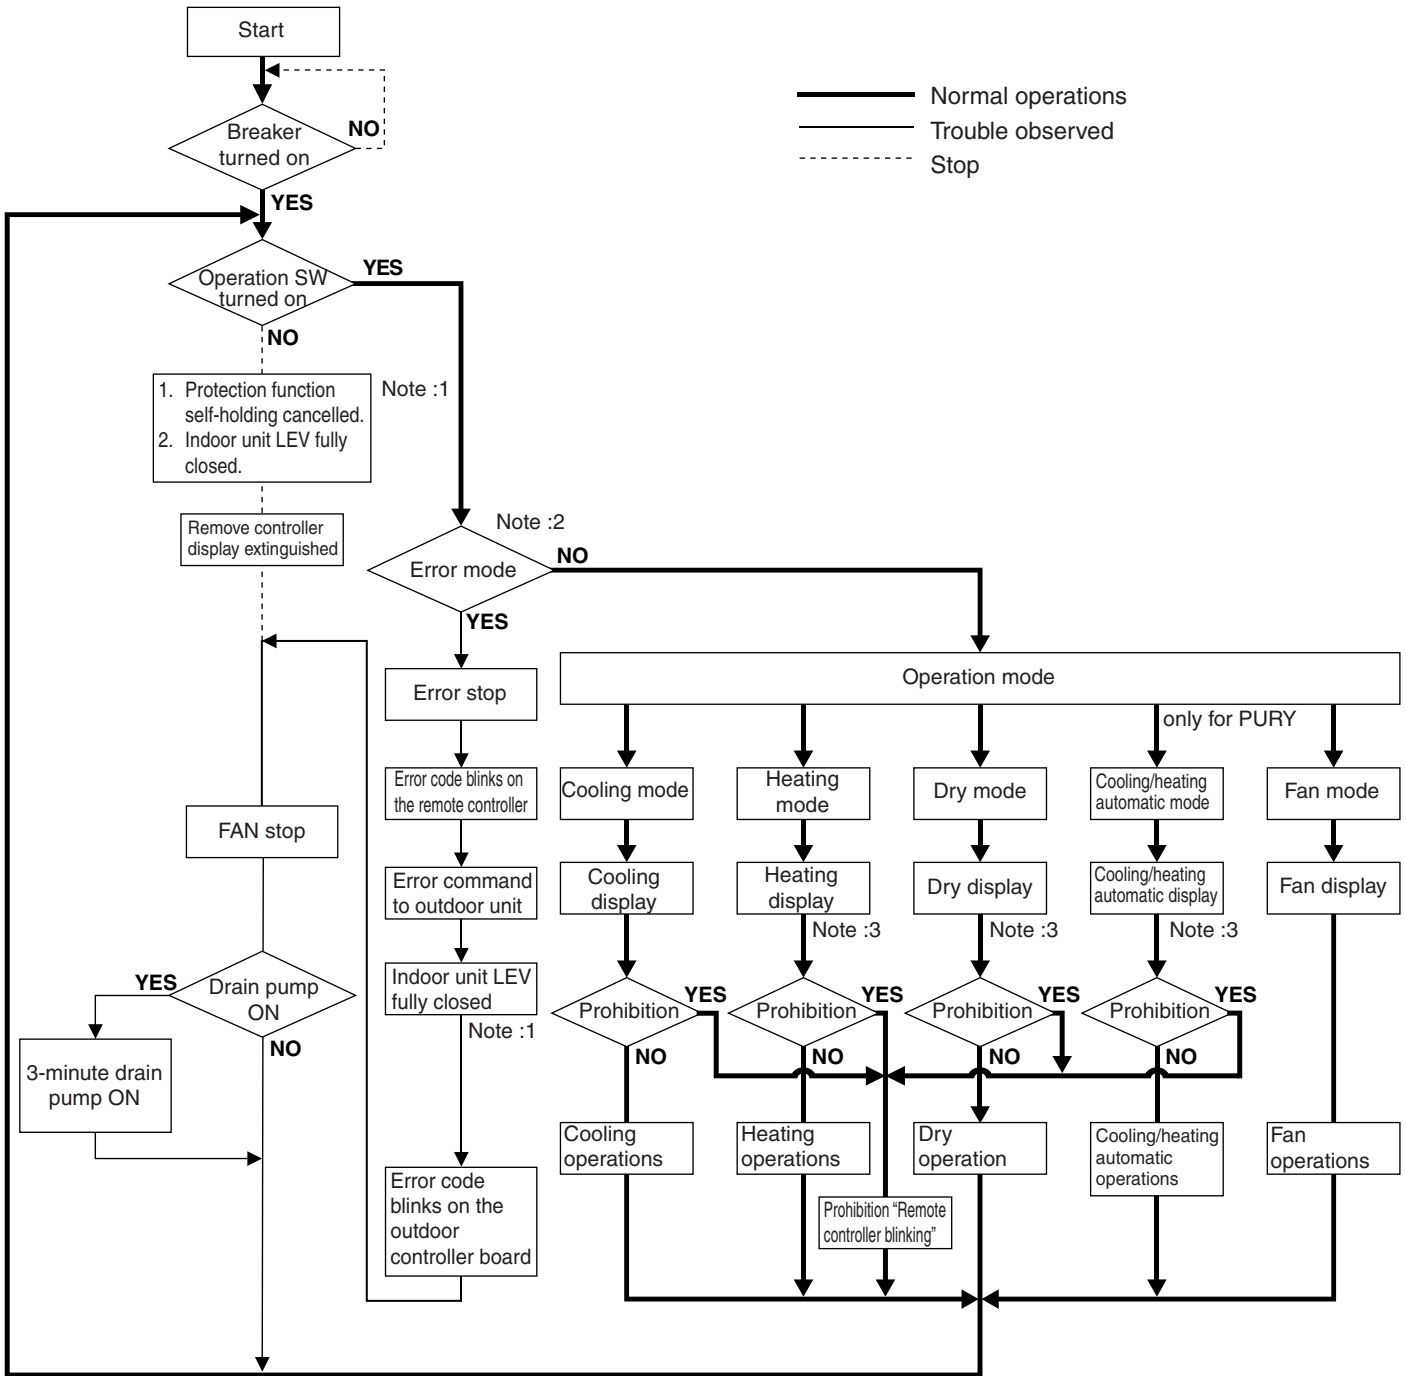 Start
Normal operations
Trouble observed
Stop
Breaker
turned on
NO
YES
Operation SW
turned on
YES
NO
1. Protection function
self-holding cancelled.
2. Indoor unit LEV fully
closed.
Note :1
Remove controller
display extinguished
Note :2
Error mode
NO
YES
Error stop
Error code blinks on
the remote controller
Error command
to outdoor unit
Indoor unit LEV
fully closed
Note :1
Error code
blinks on the
outdoor
controller board
FAN stop
Drain pump
ON
YES
NO
3-minute drain
pump ON
Operation mode
only for PURY
Cooling mode
Heating
mode
Dry mode
Cooling/heating
automatic mode
Fan mode
Cooling
display
Heating
display
Dry display
Cooling/heating
automatic display
Fan display
Note :3
Note :3
Note :3
Prohibition
YES
NO
Prohibition
YES
NO
Prohibition
YES
NO
Prohibition
YES
NO
Cooling
operations
Heating
operations
Dry
operation
Cooling/heating
automatic
operations
Fan
operations
Prohibition “Remote
controller blinking”